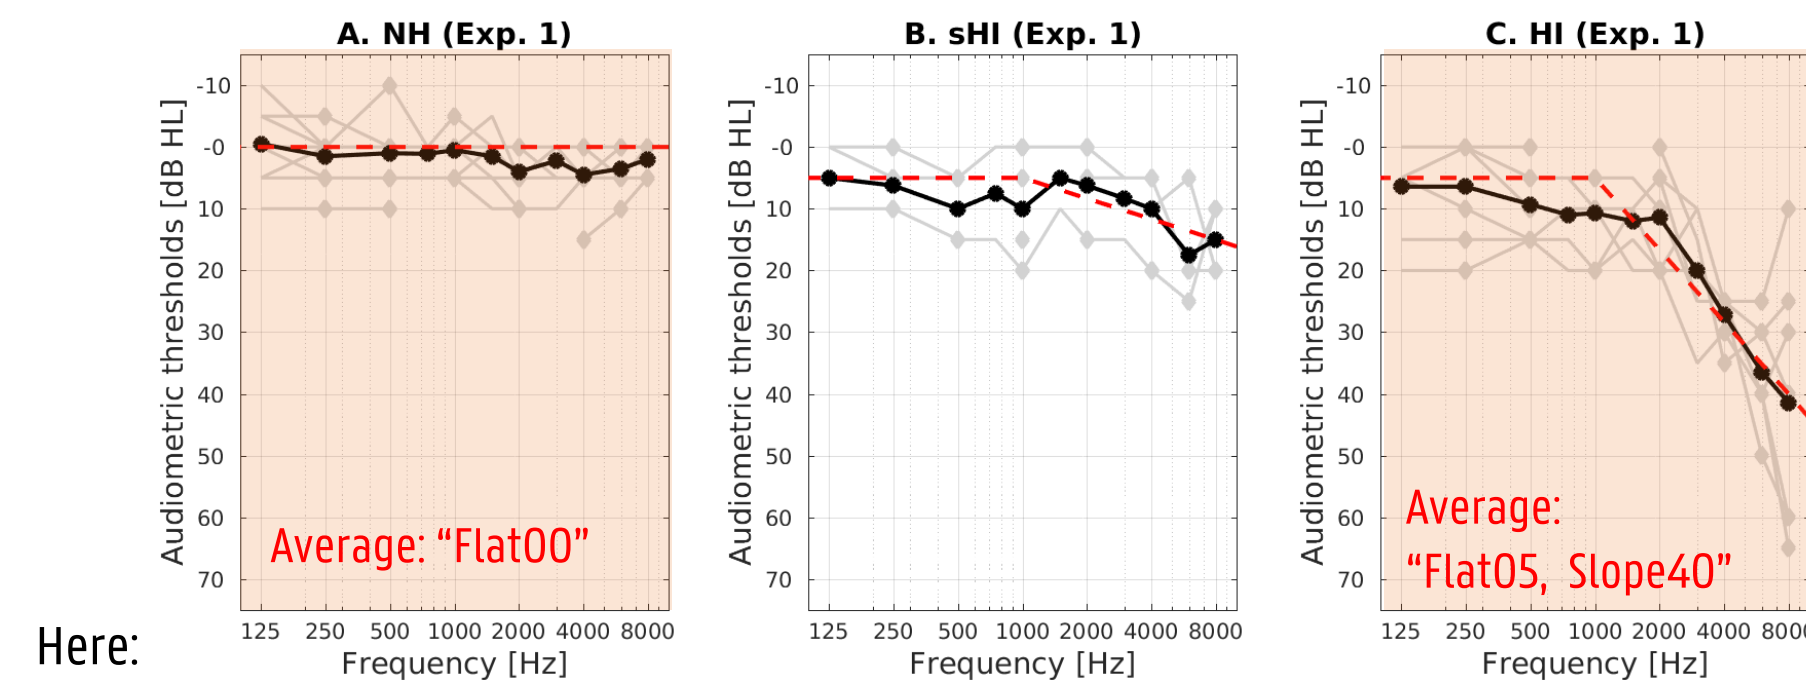 A. NH (Exp. 1)
B. sHI (Exp. 1)
C. HI (Exp. 1)
Audiometric thresholds [dB HL]
-10
-0
10
20
30
40
50
60
70
Average: “Flat00”
125 250 500 1000 2000 4000 8000
Frequency [Hz]
Audiometric thresholds [dB HL]
-10
-0
10
20
30
40
50
60
70
125 250 500 1000 2000 4000 8000
Frequency [Hz]
Audiometric thresholds [dB HL]
-10
-0
10
20
30
40
50
60
70
Average:
“Flat05, Slope40”
125 250 500 1000 2000 4000 8000
Frequency [Hz]
Here: